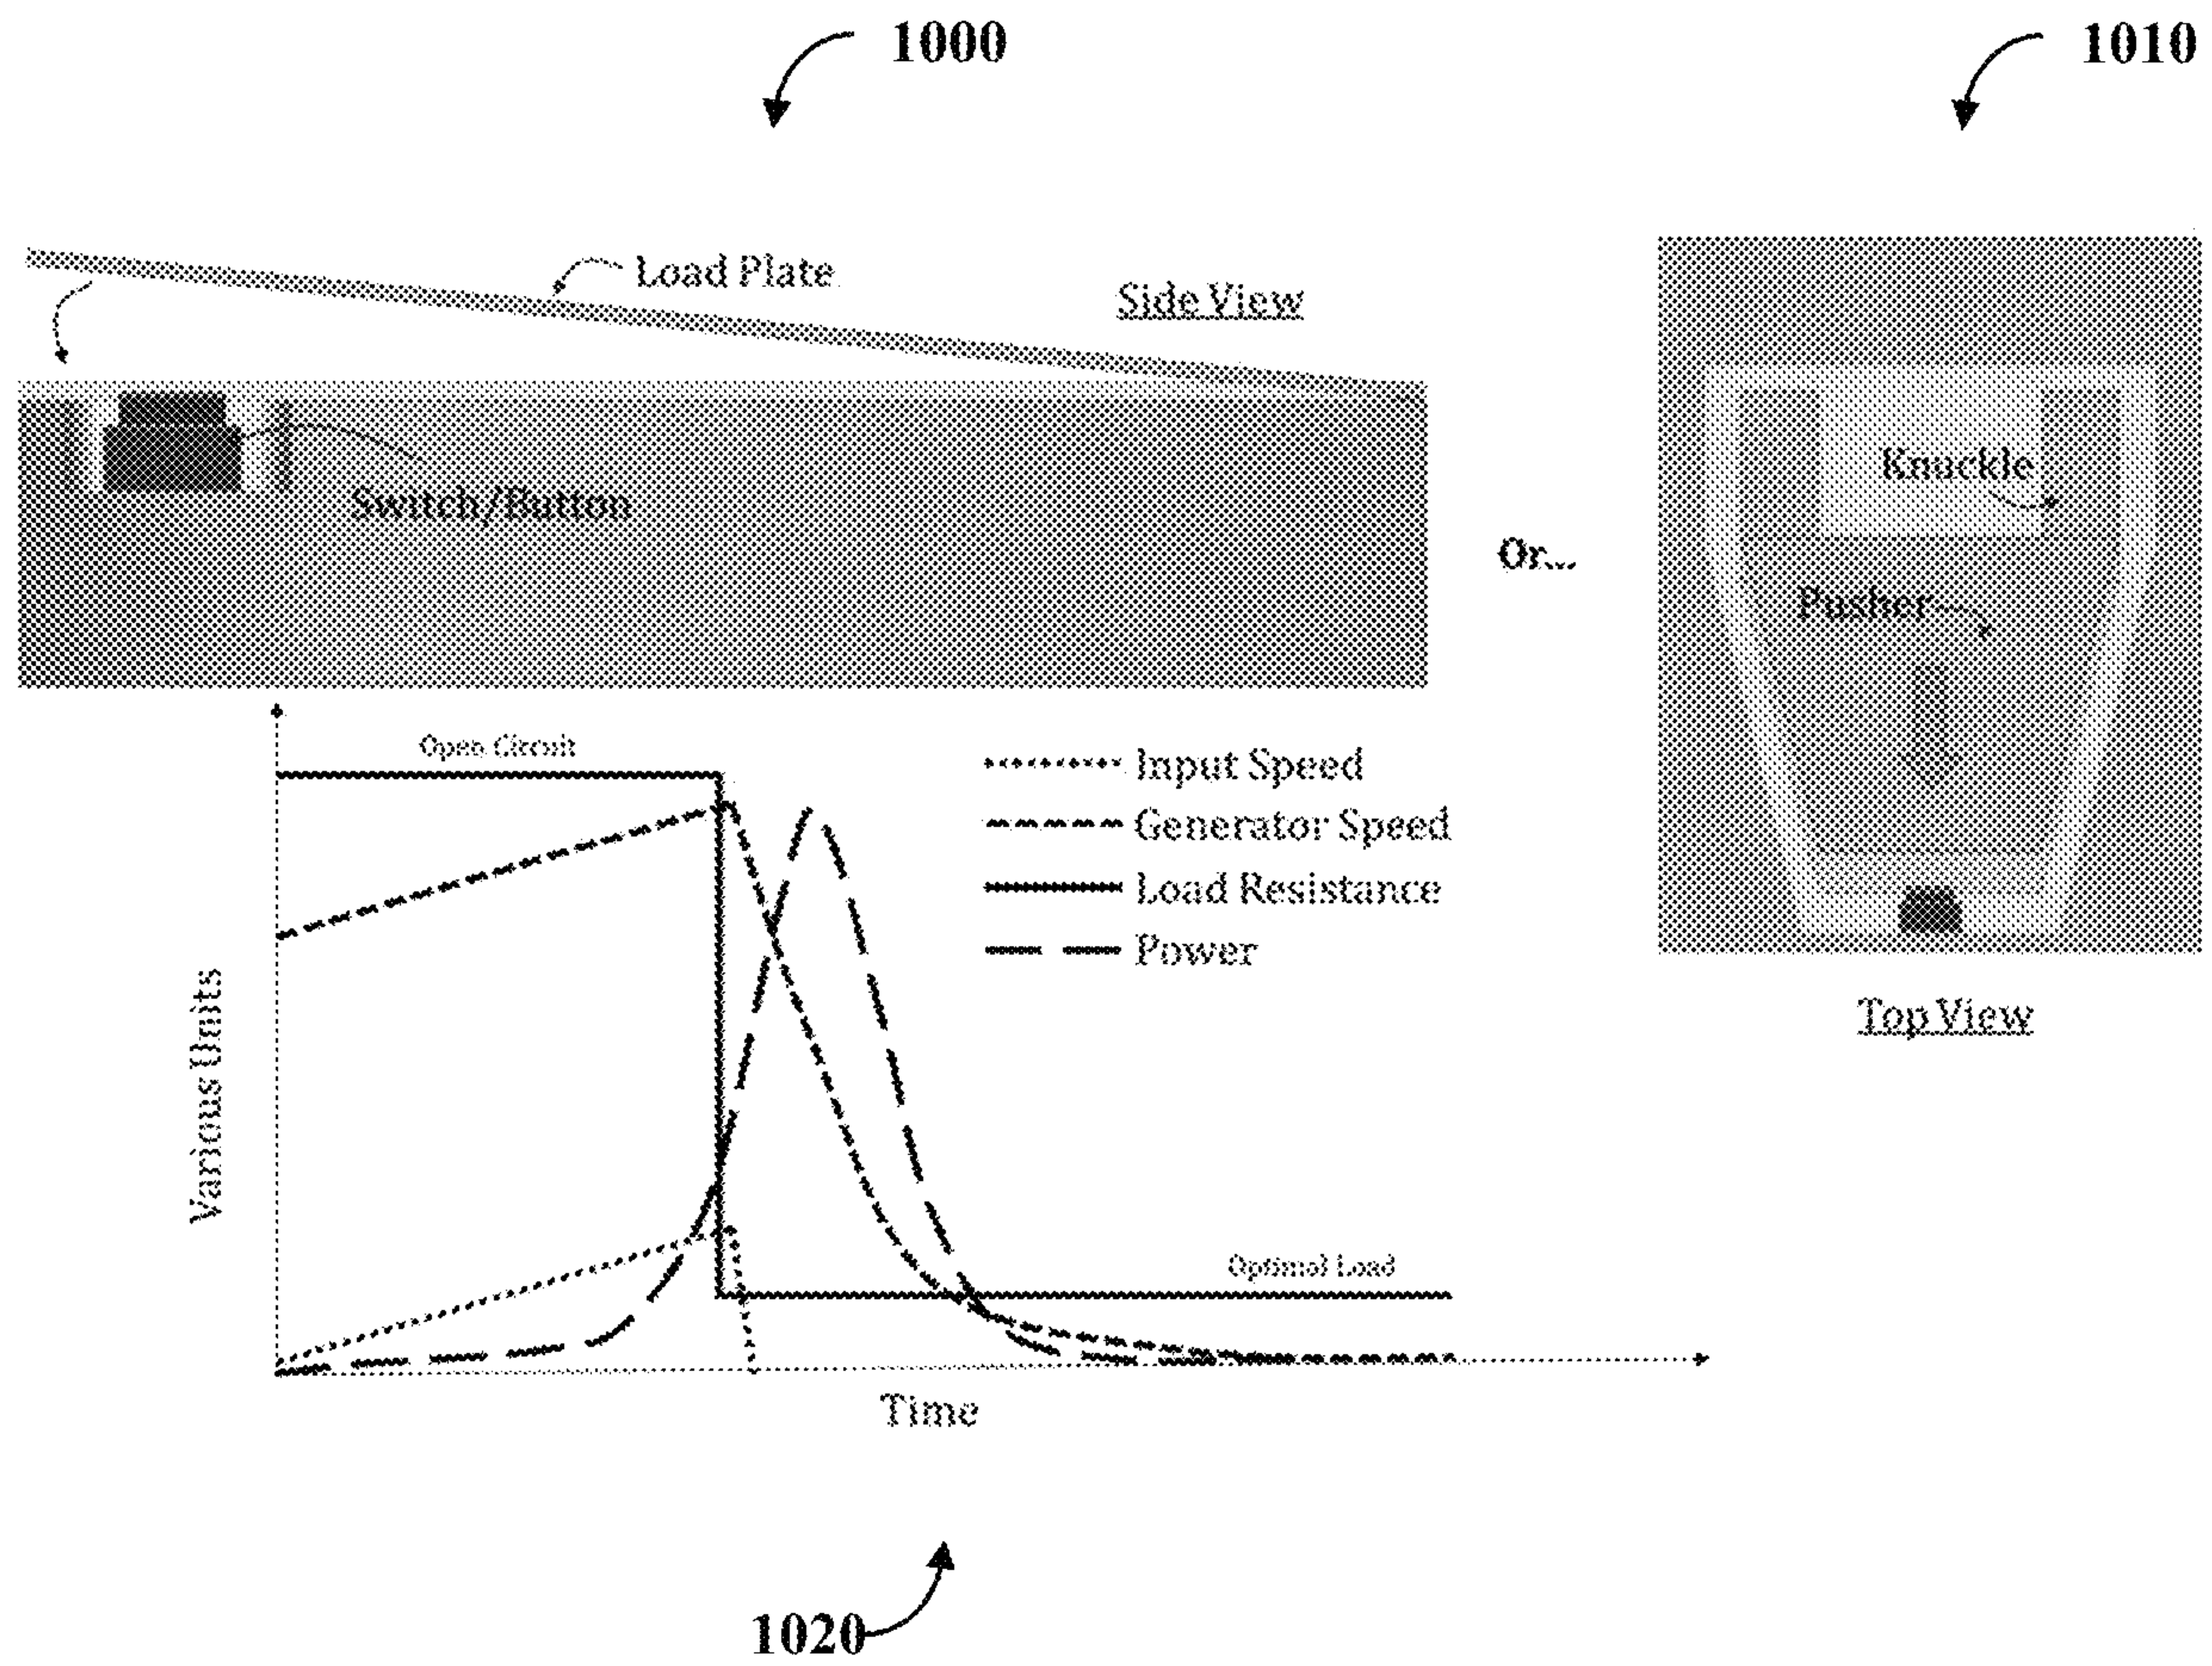 1000
1010
Load Plate
Side View
Switch/Button
Knuckle
Or...
Pusher
Open Circuit
Input Speed
Generator Speed
Load Resistance
Power
Top View
Various Units
Optimal Load
Time
1020